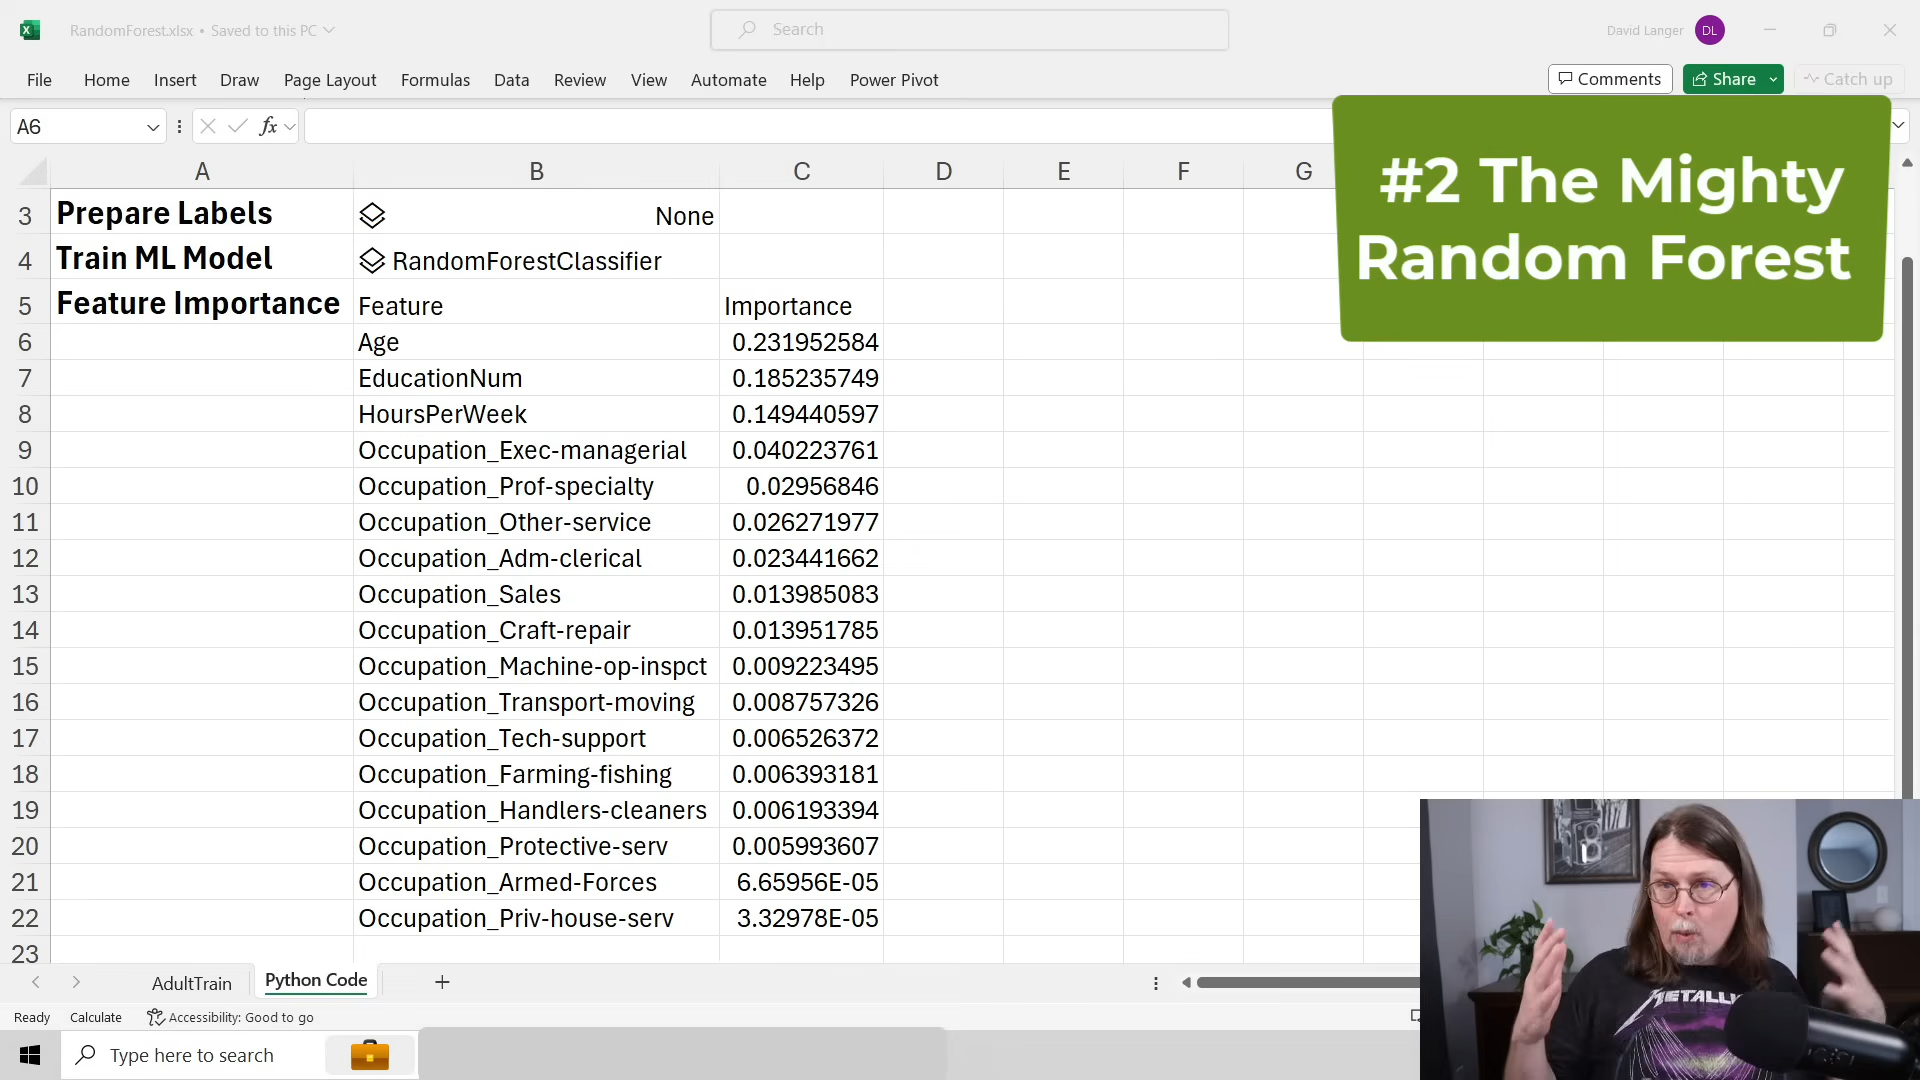 RandomForest.xlsx • Saved to this PC
Search
David Langer
DL
File Home Insert Draw Page Layout Formulas Data Review View Automate Help Power Pivot
Comments
Share
Catch up
A6
fx
#2 The Mighty
Random Forest
A B C D E F G
3 Prepare Labels None
4 Train ML Model RandomForestClassifier
5 Feature Importance Feature Importance
6 Age 0.231952584
7 EducationNum 0.185235749
8 HoursPerWeek 0.149440597
9 Occupation_Exec-managerial 0.040223761
10 Occupation_Prof-specialty 0.02956846
11 Occupation_Other-service 0.026271977
12 Occupation_Adm-clerical 0.023441662
13 Occupation_Sales 0.013985083
14 Occupation_Craft-repair 0.013951785
15 Occupation_Machine-op-inspct 0.009223495
16 Occupation_Transport-moving 0.008757326
17 Occupation_Tech-support 0.006526372
18 Occupation_Farming-fishing 0.006393181
19 Occupation_Handlers-cleaners 0.006193394
20 Occupation_Protective-serv 0.005993607
21 Occupation_Armed-Forces 6.65956E-05
22 Occupation_Priv-house-serv 3.32978E-05
23
AdultTrain Python Code
Ready Calculate Accessibility: Good to go
Type here to search